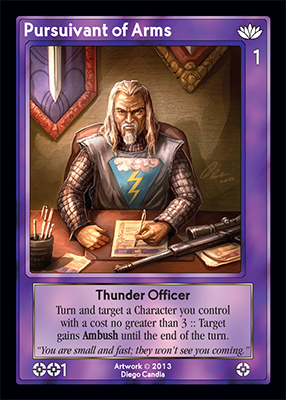 Pursuivant of Arms
1
Thunder Officer
Turn and target a Character you control
with a cost no greater than 3 :: Target
gains Ambush until the end of the turn.
"You are small and fast; they won't see you coming."
1
Artwork © 2013
Diego Candia